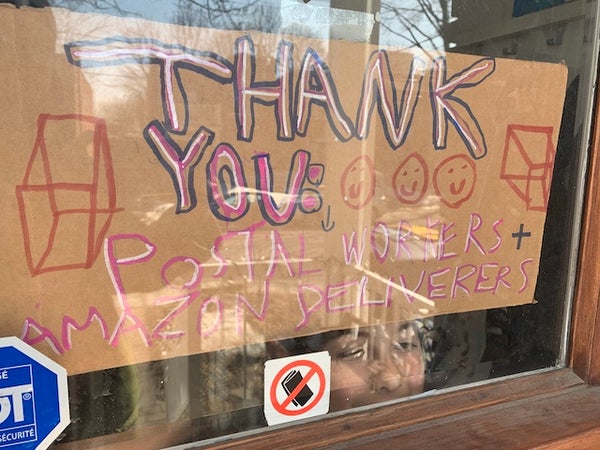 THANK
YOU:
POSTAL WORKERS +
AMAZON DELIVERERS
SÉCURITÉ